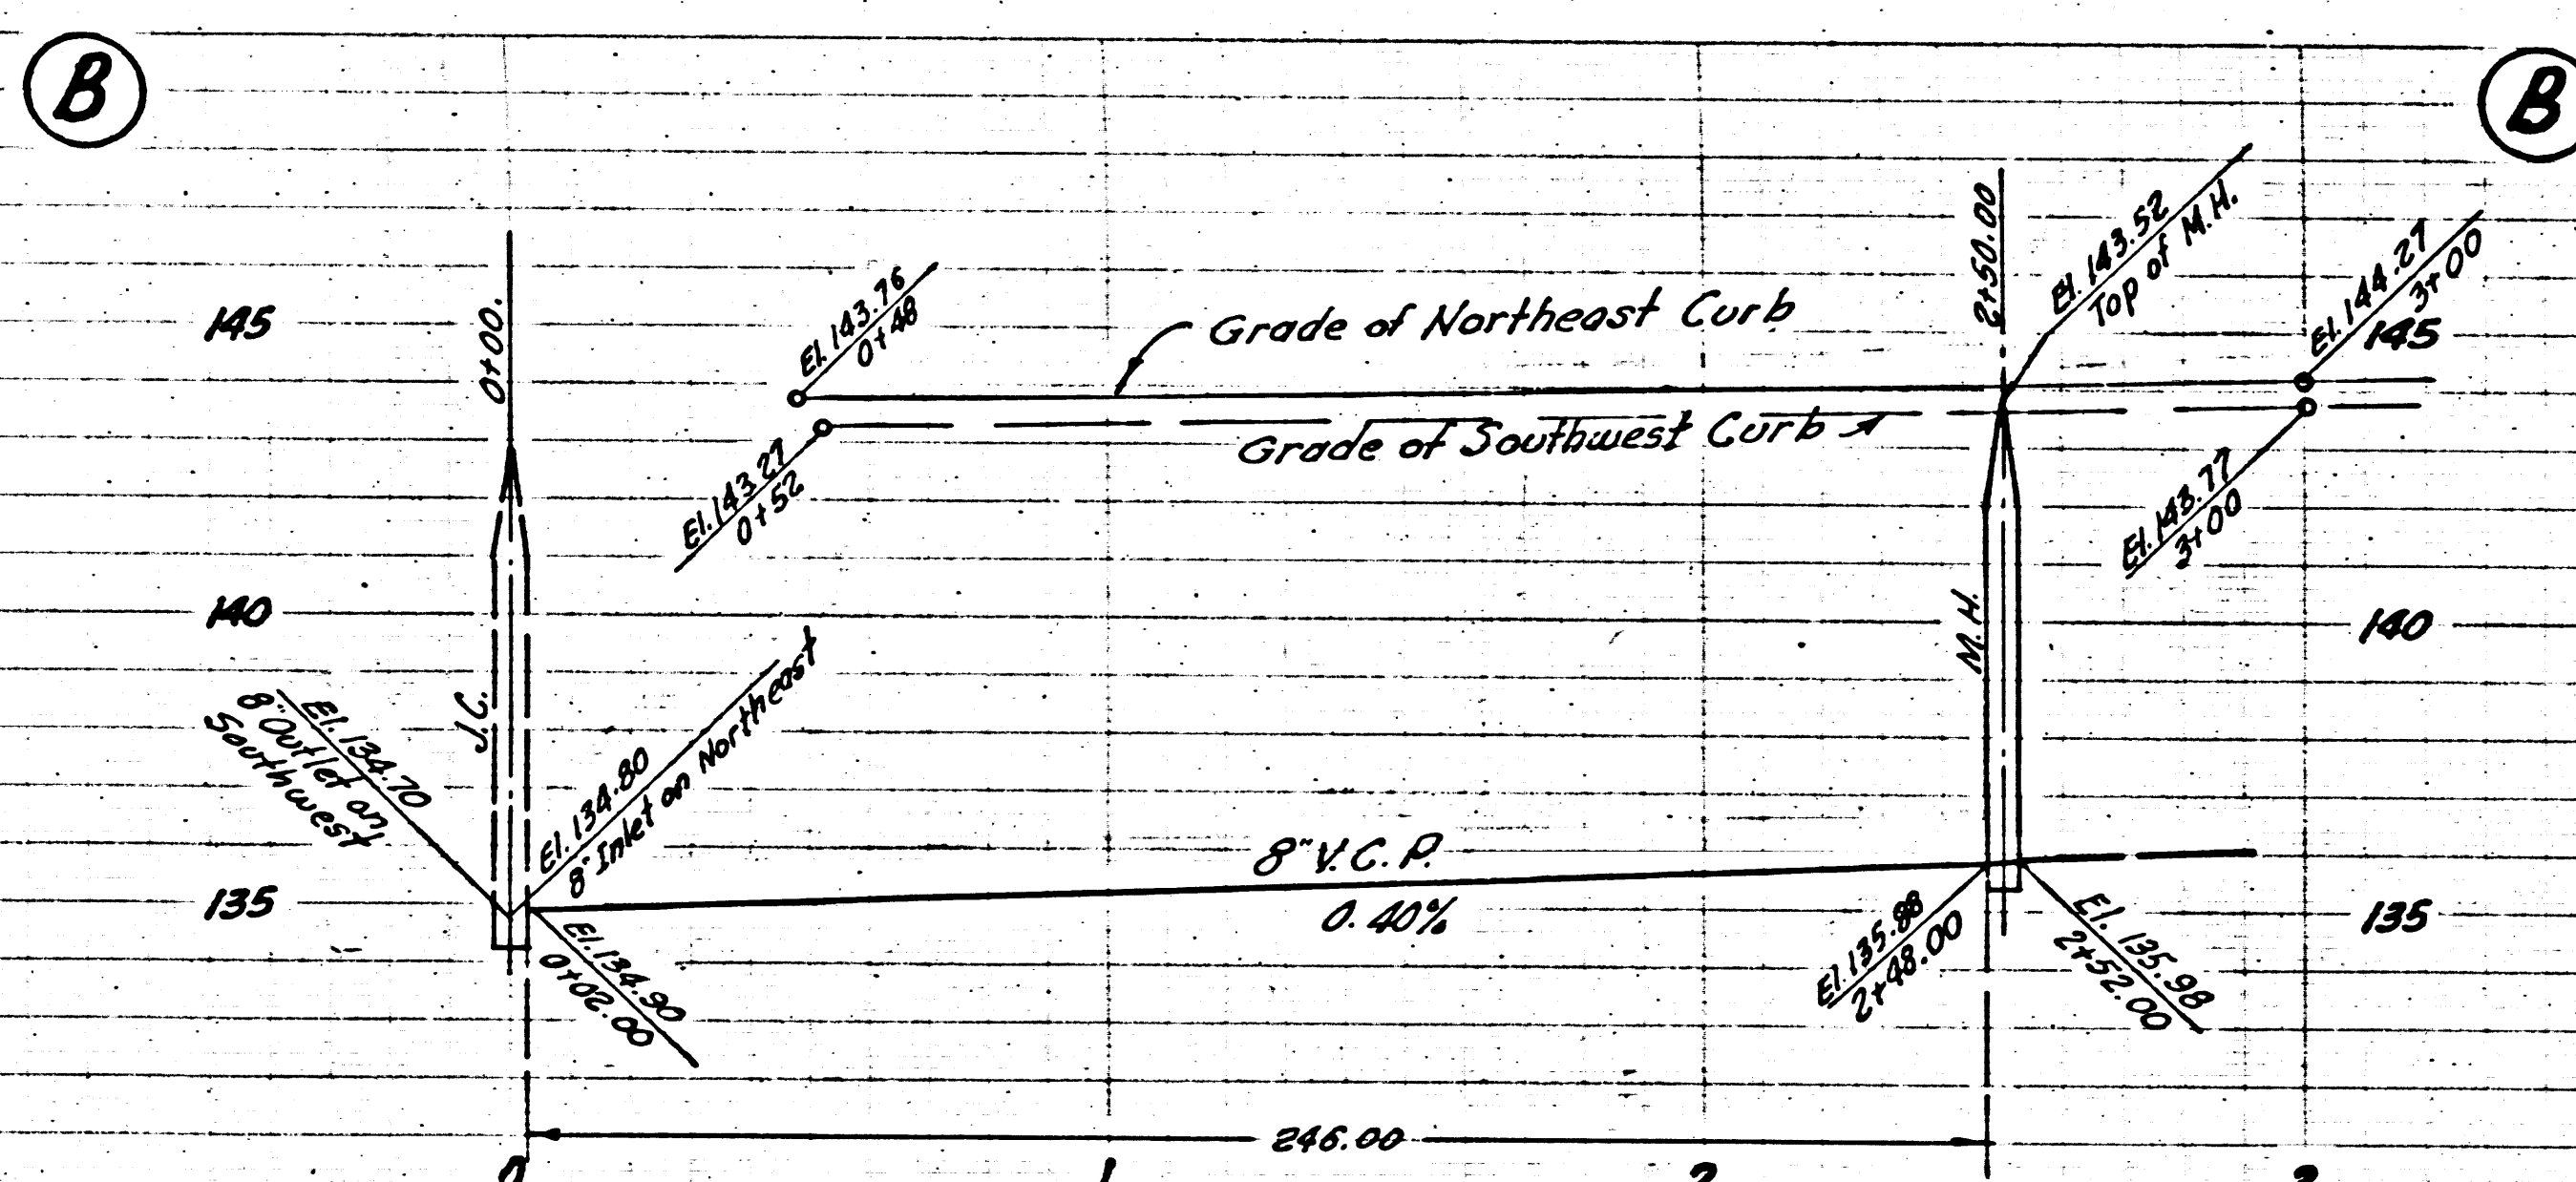 B
B
145
0+00.
El. 143.76
0+48
Grade of Northeast Curb
2+50.00
El. 143.52
Top of M.H.
El. 144.27
3+00
145
El. 143.27
0+52
Grade of Southwest Curb
El. 143.77
3+00
140
M.H.
140
J.C.
El. 134.70
8" Outlet on
Southwest
El. 134.80
8" Inlet on Northeast
135
8" V.C.P.
0.40%
El. 134.90
0+02.00
El. 135.88
2+48.00
El. 135.98
2+52.00
135
246.00
0
1
2
3